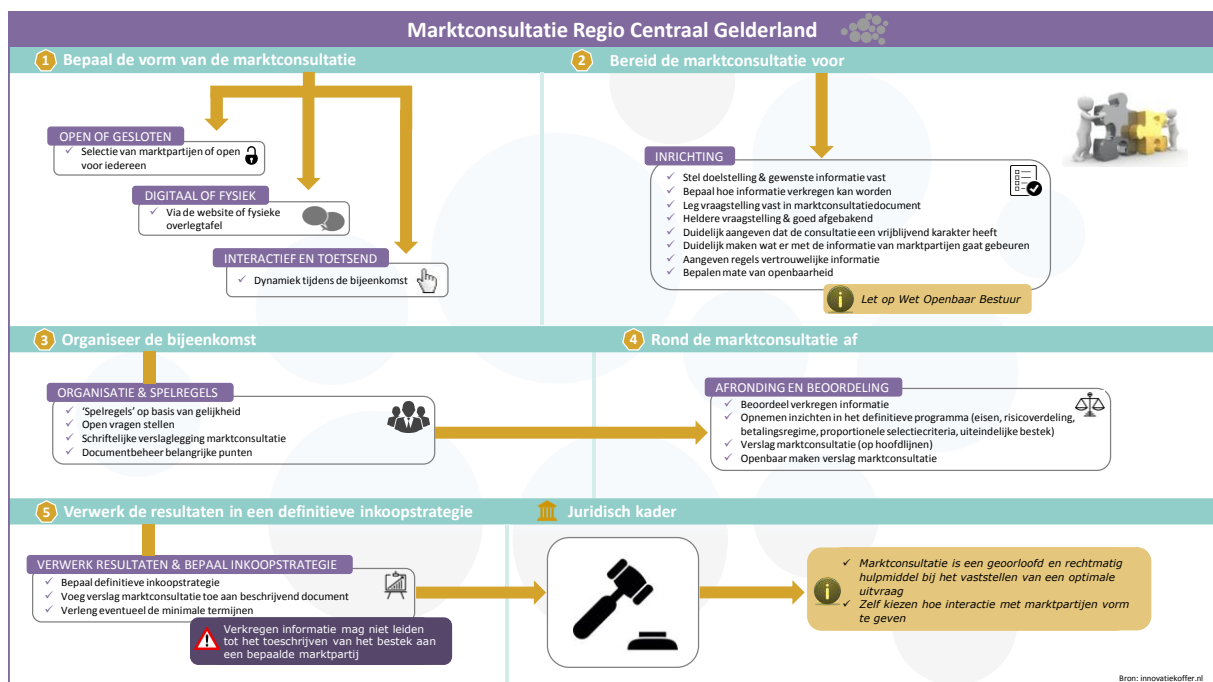 Marktconsultatie Regio Centraal Gelderland
1 Bepaal de vorm van de marktconsultatie
OPEN OF GESLOTEN
✓ Selectie van marktpartijen of open
voor iedereen
DIGITAAL OF FYSIEK
✓ Via de website of fysieke
overlegtafel
INTERACTIEF EN TOETSEND
✓ Dynamiek tijdens de bijeenkomst
2 Bereid de marktconsultatie voor
INRICHTING
✓ Stel doelstelling & gewenste informatie vast
✓ Bepaal hoe informatie verkregen kan worden
✓ Leg vraagstelling vast in marktconsultatiedocument
✓ Heldere vraagstelling & goed afgebakend
✓ Duidelijk aangeven dat de consultatie een vrijblijvend karakter heeft
✓ Duidelijk maken wat er met de informatie van marktpartijen gaat gebeuren
✓ Aangeven regels vertrouwelijke informatie
✓ Bepalen mate van openbaarheid
i Let op Wet Openbaar Bestuur
3 Organiseer de bijeenkomst
ORGANISATIE & SPELREGELS
✓ 'Spelregels' op basis van gelijkheid
✓ Open vragen stellen
✓ Schriftelijke verslaglegging marktconsultatie
✓ Documentbeheer belangrijke punten
4 Rond de marktconsultatie af
AFRONDING EN BEOORDELING
✓ Beoordeel verkregen informatie
✓ Opnemen inzichten in het definitieve programma (eisen, risicoverdeling,
betalingsregime, proportionele selectiecriteria, uiteindelijke bestek)
✓ Verslag marktconsultatie (op hoofdlijnen)
✓ Openbaar maken verslag marktconsultatie
5 Verwerk de resultaten in een definitieve inkoopstrategie
VERWERK RESULTATEN & BEPAAL INKOOPSTRATEGIE
✓ Bepaal definitieve inkoopstrategie
✓ Voeg verslag marktconsultatie toe aan beschrijvend document
✓ Verleng eventueel de minimale termijnen
! Verkregen informatie mag niet leiden
tot het toeschrijven van het bestek aan
een bepaalde marktpartij
Juridisch kader
i
✓ Marktconsultatie is een geoorloofd en rechtmatig
hulpmiddel bij het vaststellen van een optimale
uitvraag
✓ Zelf kiezen hoe interactie met marktpartijen vorm
te geven
Bron: innovatiekoffer.nl